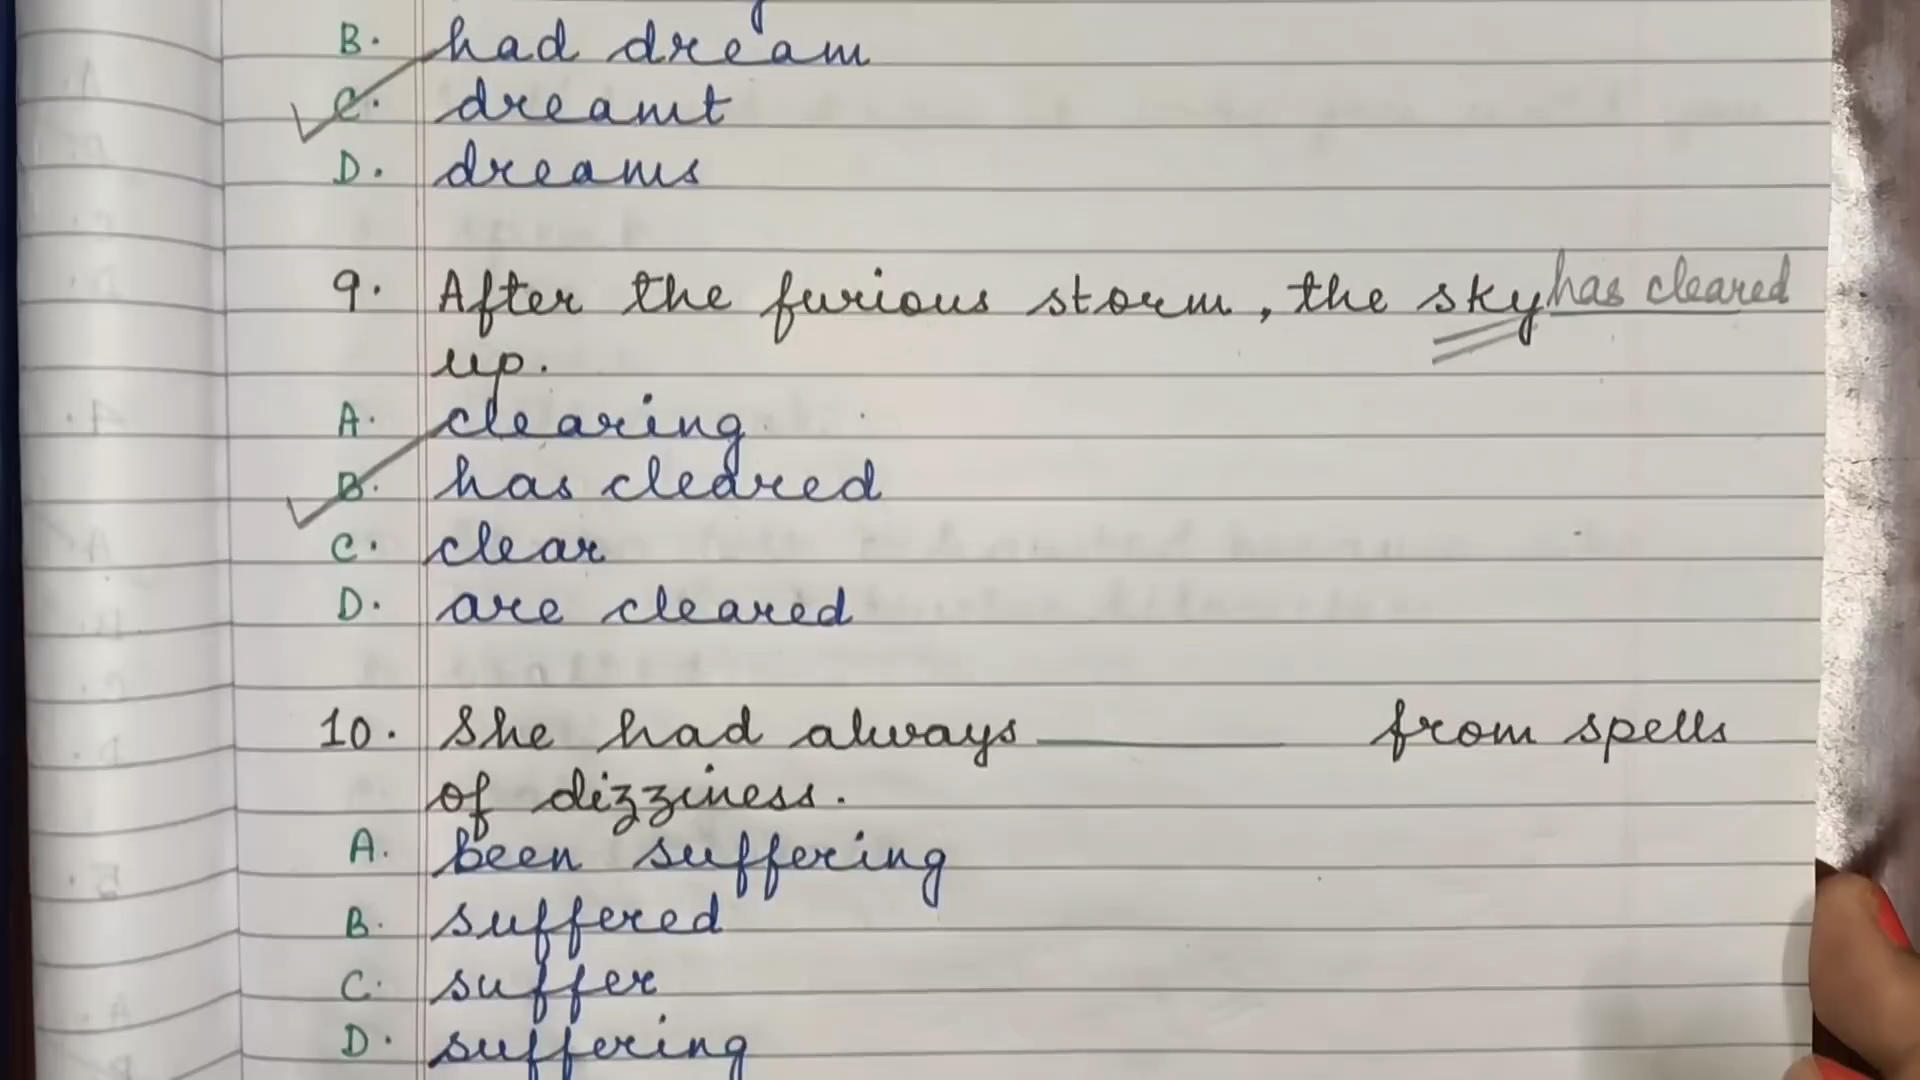 B. had dream
C. dreamt
D. dreams
9. After the furious storm, the sky has cleared
up.
A. clearing
B. has cleared
C. clear
D. are cleared
10. She had always ________ from spells
of dizziness.
A. been suffering
B. suffered
C. suffer
D. suffering